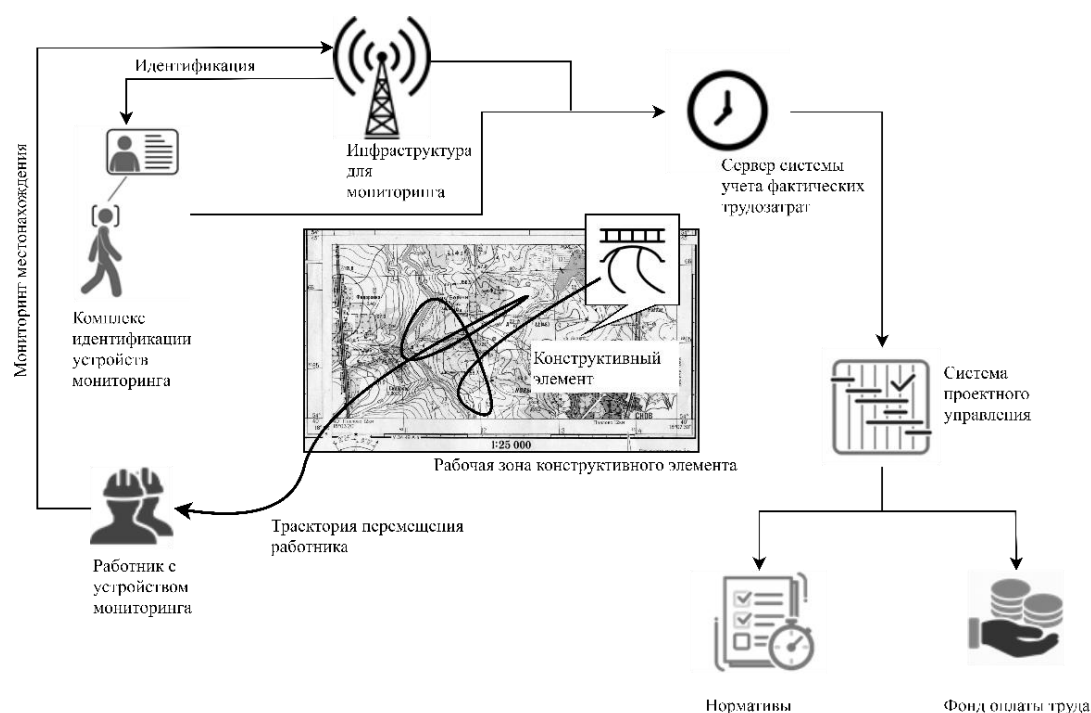 Идентификация
Мониторинг местонахождения
Инфраструктура
для
мониторинга
Сервер системы
учета фактических
трудозатрат
Комплекс
идентификации
устройств
мониторинга
Конструктивный
элемент
1:25 000
Рабочая зона конструктивного элемента
Система
проектного
управления
Траектория перемещения
работника
Работник с
устройством
мониторинга
Нормативы
Фонд оплаты труда